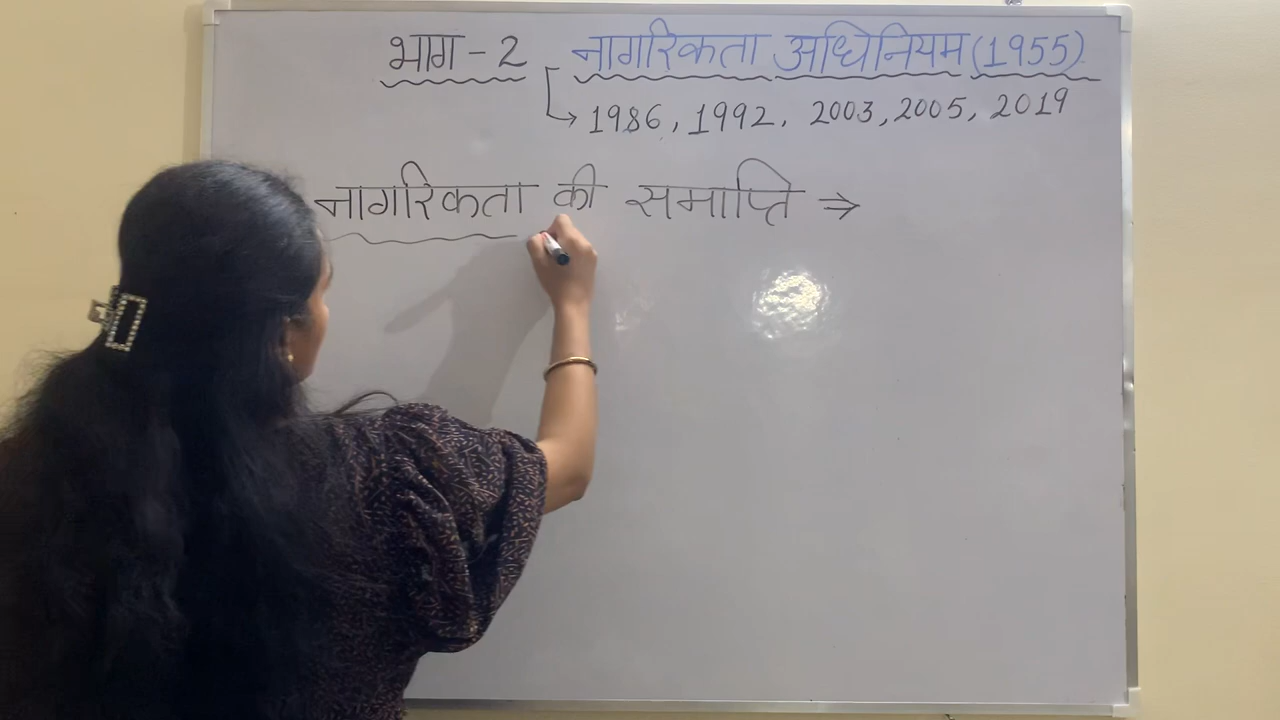 भाग - 2 नागरिकता अधिनियम (1955)
→ 1986, 1992, 2003, 2005, 2019
नागरिकता की समाप्ति ⇒